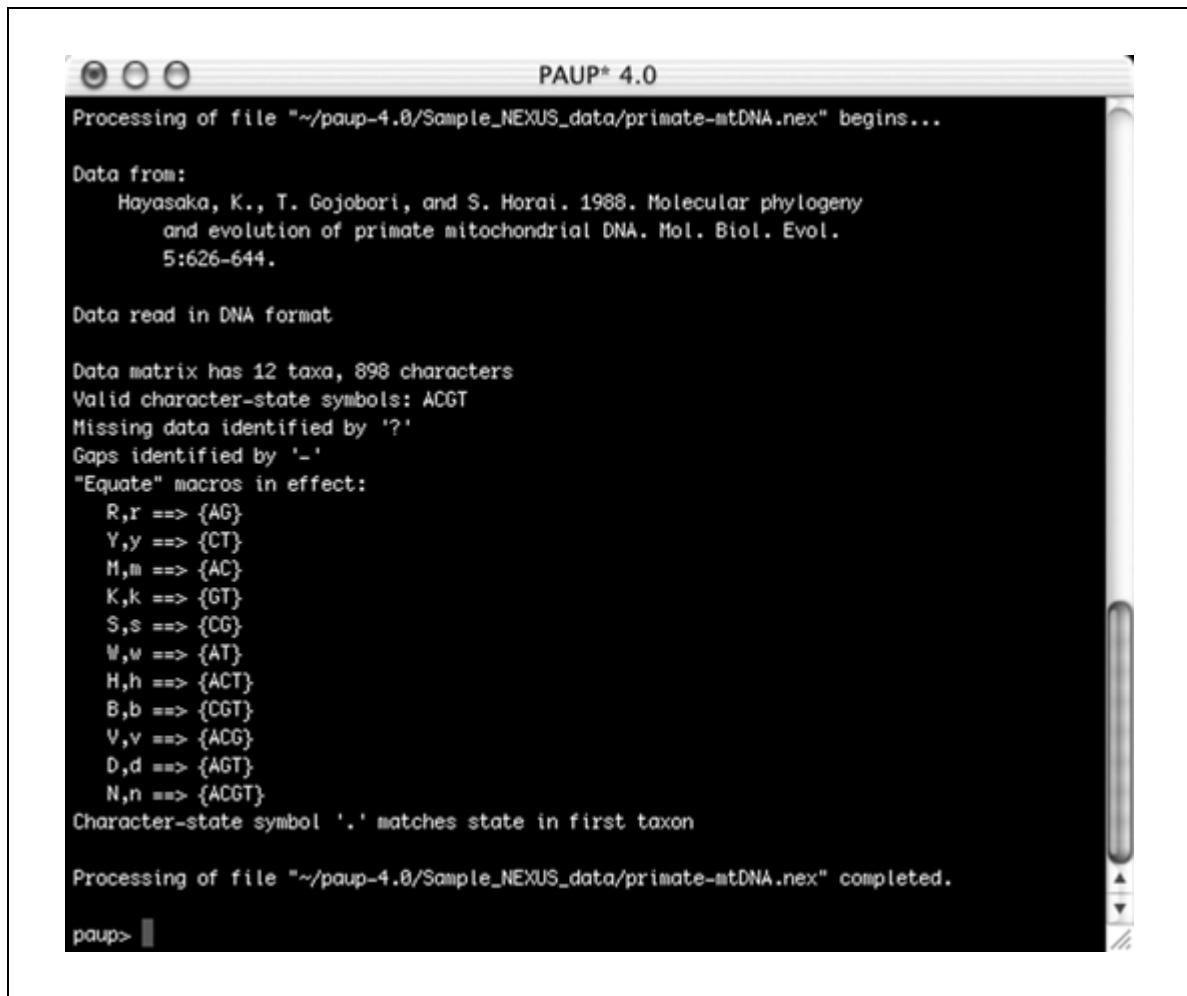 PAUP* 4.0
Processing of file "~/paup-4.0/Sample_NEXUS_data/primate-mtDNA.nex" begins...
Data from:
Hayasaka, K., T. Gojobori, and S. Horai. 1988. Molecular phylogeny
and evolution of primate mitochondrial DNA. Mol. Biol. Evol.
5:626-644.
Data read in DNA format
Data matrix has 12 taxa, 898 characters
Valid character-state symbols: ACGT
Missing data identified by '?'
Gaps identified by '-'
"Equate" macros in effect:
R,r ==> {AG}
Y,y ==> {CT}
M,m ==> {AC}
K,k ==> {GT}
S,s ==> {CG}
W,w ==> {AT}
H,h ==> {ACT}
B,b ==> {CGT}
V,v ==> {ACG}
D,d ==> {AGT}
N,n ==> {ACGT}
Character-state symbol '.' matches state in first taxon
Processing of file "~/paup-4.0/Sample_NEXUS_data/primate-mtDNA.nex" completed.
paup>